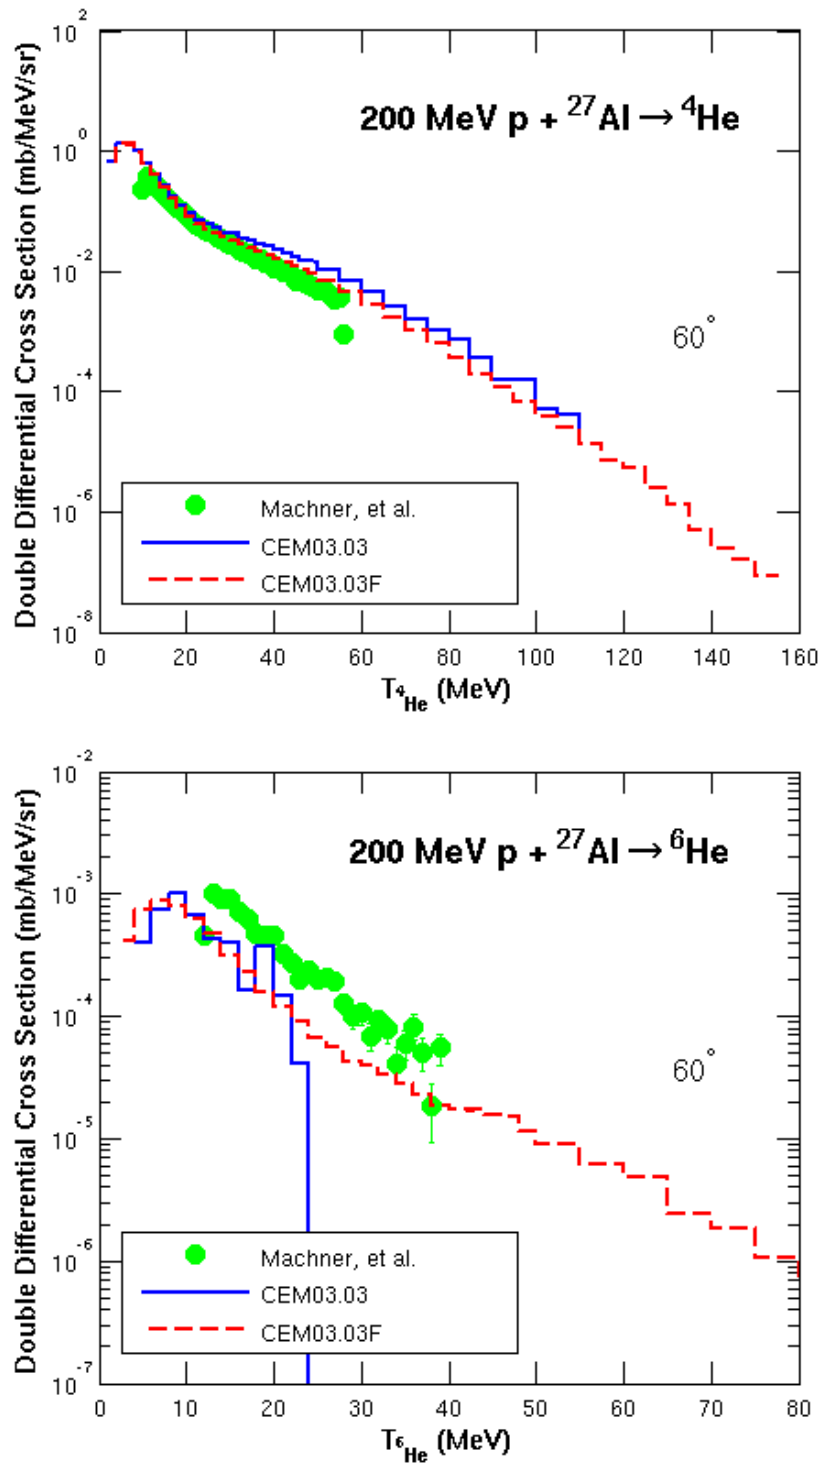 200 MeV p + ²⁷Al → ⁴He
Double Differential Cross Section (mb/MeV/sr)
10²
10⁰
10⁻²
10⁻⁴
10⁻⁶
10⁻⁸
60°
Machner, et al.
CEM03.03
CEM03.03F
0 20 40 60 80 100 120 140 160
T⁴He (MeV)
200 MeV p + ²⁷Al → ⁶He
Double Differential Cross Section (mb/MeV/sr)
10⁻²
10⁻³
10⁻⁴
10⁻⁵
10⁻⁶
10⁻⁷
60°
Machner, et al.
CEM03.03
CEM03.03F
0 10 20 30 40 50 60 70 80
T⁶He (MeV)